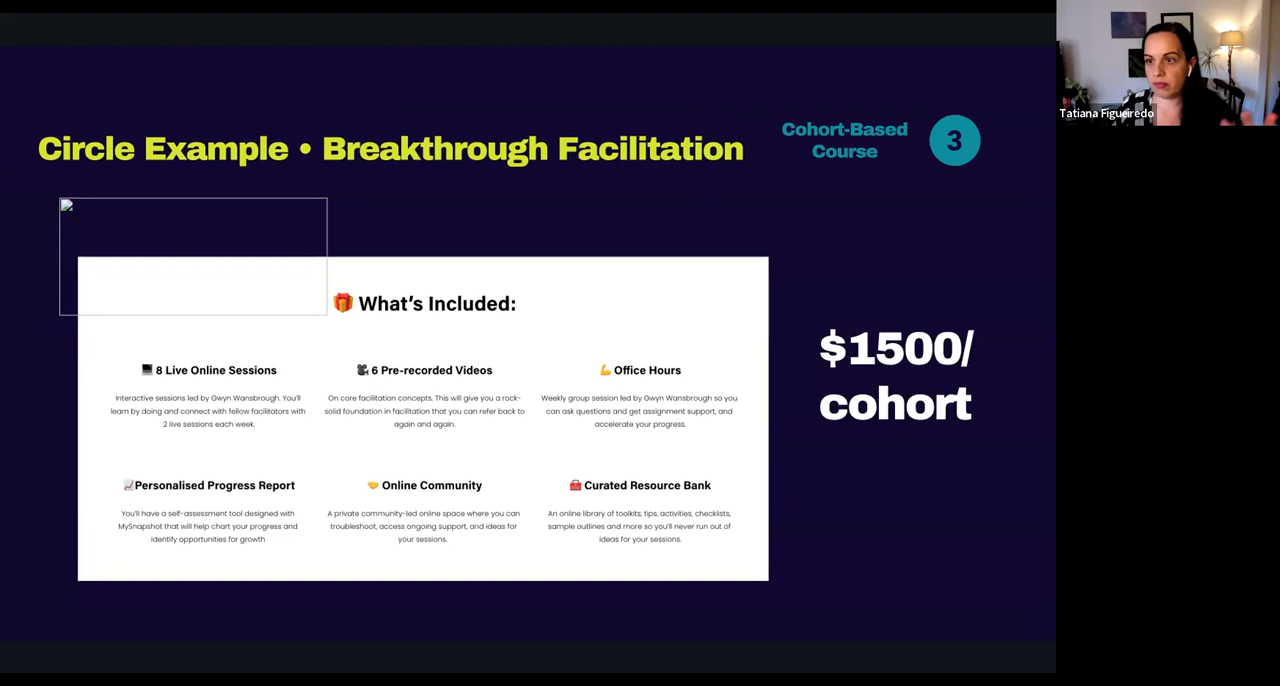 Circle Example • Breakthrough Facilitation
Cohort-Based
Course
3
Tatiana Figueiredo
🎁 What's Included:
💻 8 Live Online Sessions
Interactive sessions led by Gwyn Wansbrough. You'll
learn by doing and connect with fellow facilitators with
2 live sessions each week.
🎥 6 Pre-recorded Videos
On core facilitation concepts. This will give you a rock-
solid foundation in facilitation that you can refer back to
again and again.
💪 Office Hours
Weekly group session led by Gwyn Wansbrough so you
can ask questions and get assignment support, and
accelerate your progress.
📈Personalised Progress Report
You'll have a self-assessment tool designed with
MySnapshot that will help chart your progress and
identify opportunities for growth
🤝 Online Community
A private community-led online space where you can
troubleshoot, access ongoing support, and ideas for
your sessions.
🧰 Curated Resource Bank
An online library of toolkits, tips, activities, checklists,
sample outlines and more so you'll never run out of
ideas for your sessions.
$1500/
cohort